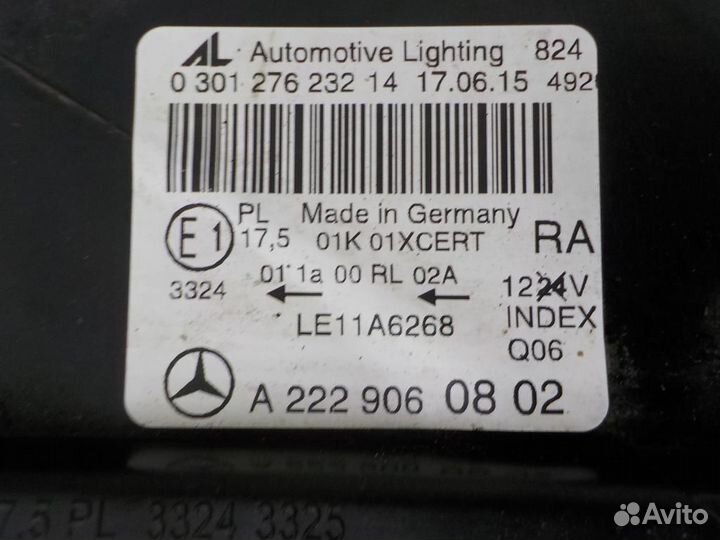 AL Automotive Lighting 824
0 301 276 232 14 17.06.15 492
E1 PL 17,5 Made in Germany 01K 01XCERT RA
3324 01 1a 00 RL 02A 12 24V
LE11A6268 INDEX Q06
A 222 906 08 02
7.5 PL 3324 3325
Avito